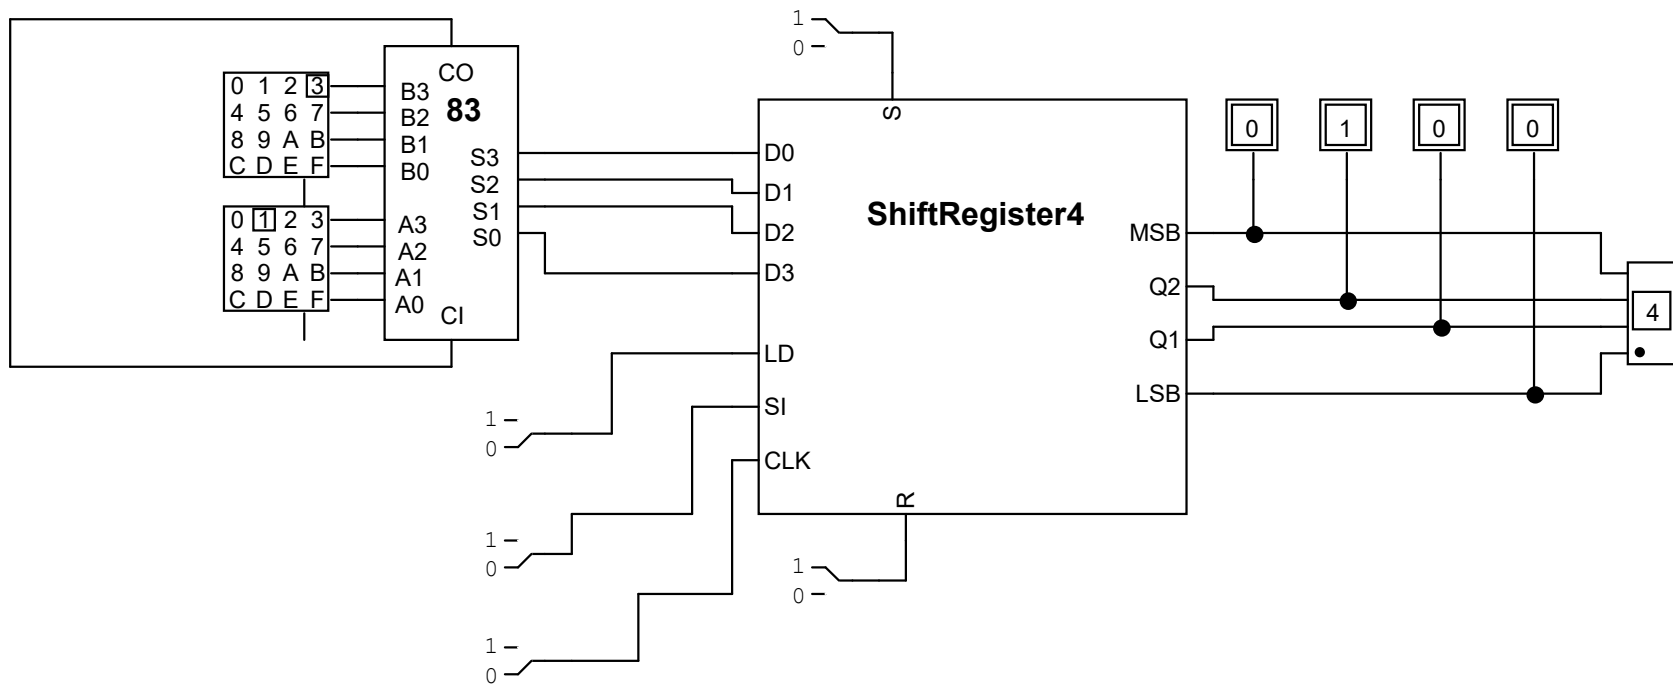 1
0
CO
83
B3
B2
B1
B0
A3
A2
A1
A0
CI
S3
S2
S1
S0
0 1 2 3
4 5 6 7
8 9 A B
C D E F
0 1 2 3
4 5 6 7
8 9 A B
C D E F
S
D0
D1
D2
D3
LD
SI
CLK
R
ShiftRegister4
MSB
Q2
Q1
LSB
0 1 0 0
4
1
0
1
0
1
0
1
0